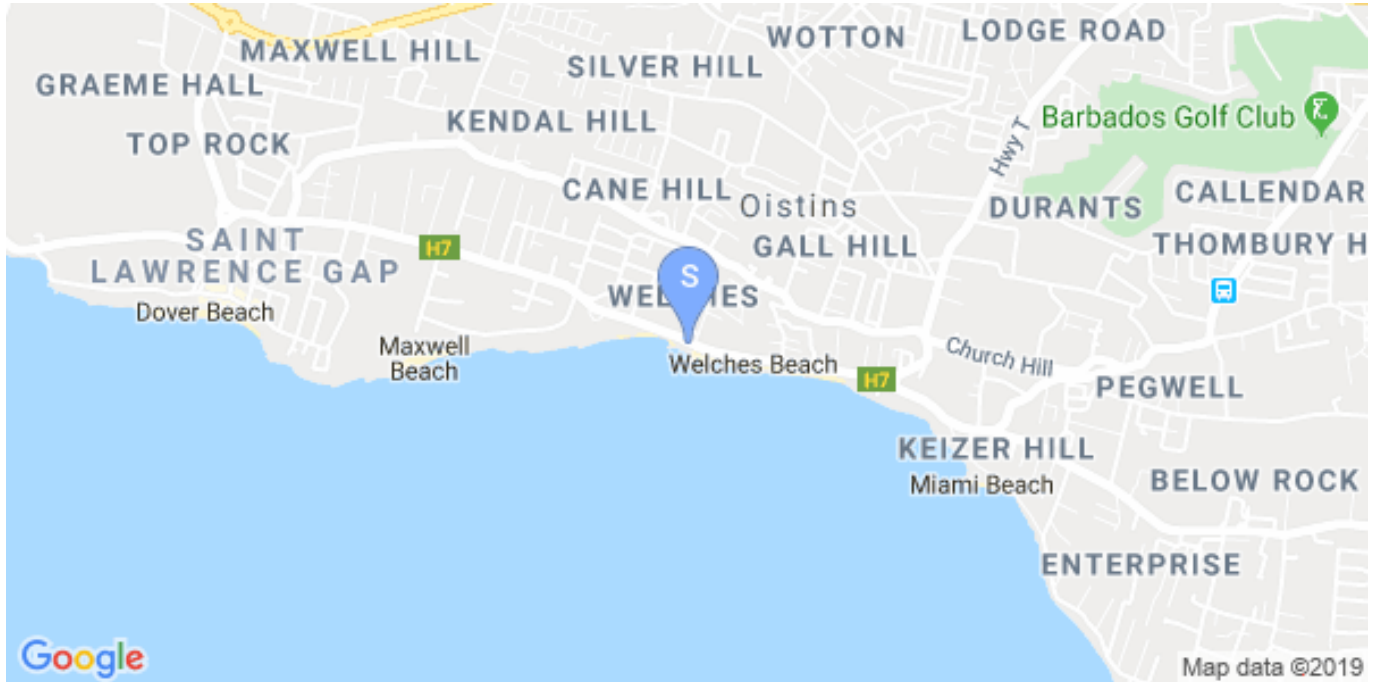 WOTTON
LODGE ROAD
MAXWELL HILL
SILVER HILL
GRAEME HALL
Barbados Golf Club
KENDAL HILL
TOP ROCK
Hwy T
CANE HILL
Oistins
DURANTS
CALLENDAR
SAINT
LAWRENCE GAP
H7
GALL HILL
THOMBURY H
S
WELCHES
Dover Beach
Maxwell
Beach
Welches Beach
Church Hill
H7
PEGWELL
KEIZER HILL
Miami Beach
BELOW ROCK
ENTERPRISE
Google
Map data ©2019